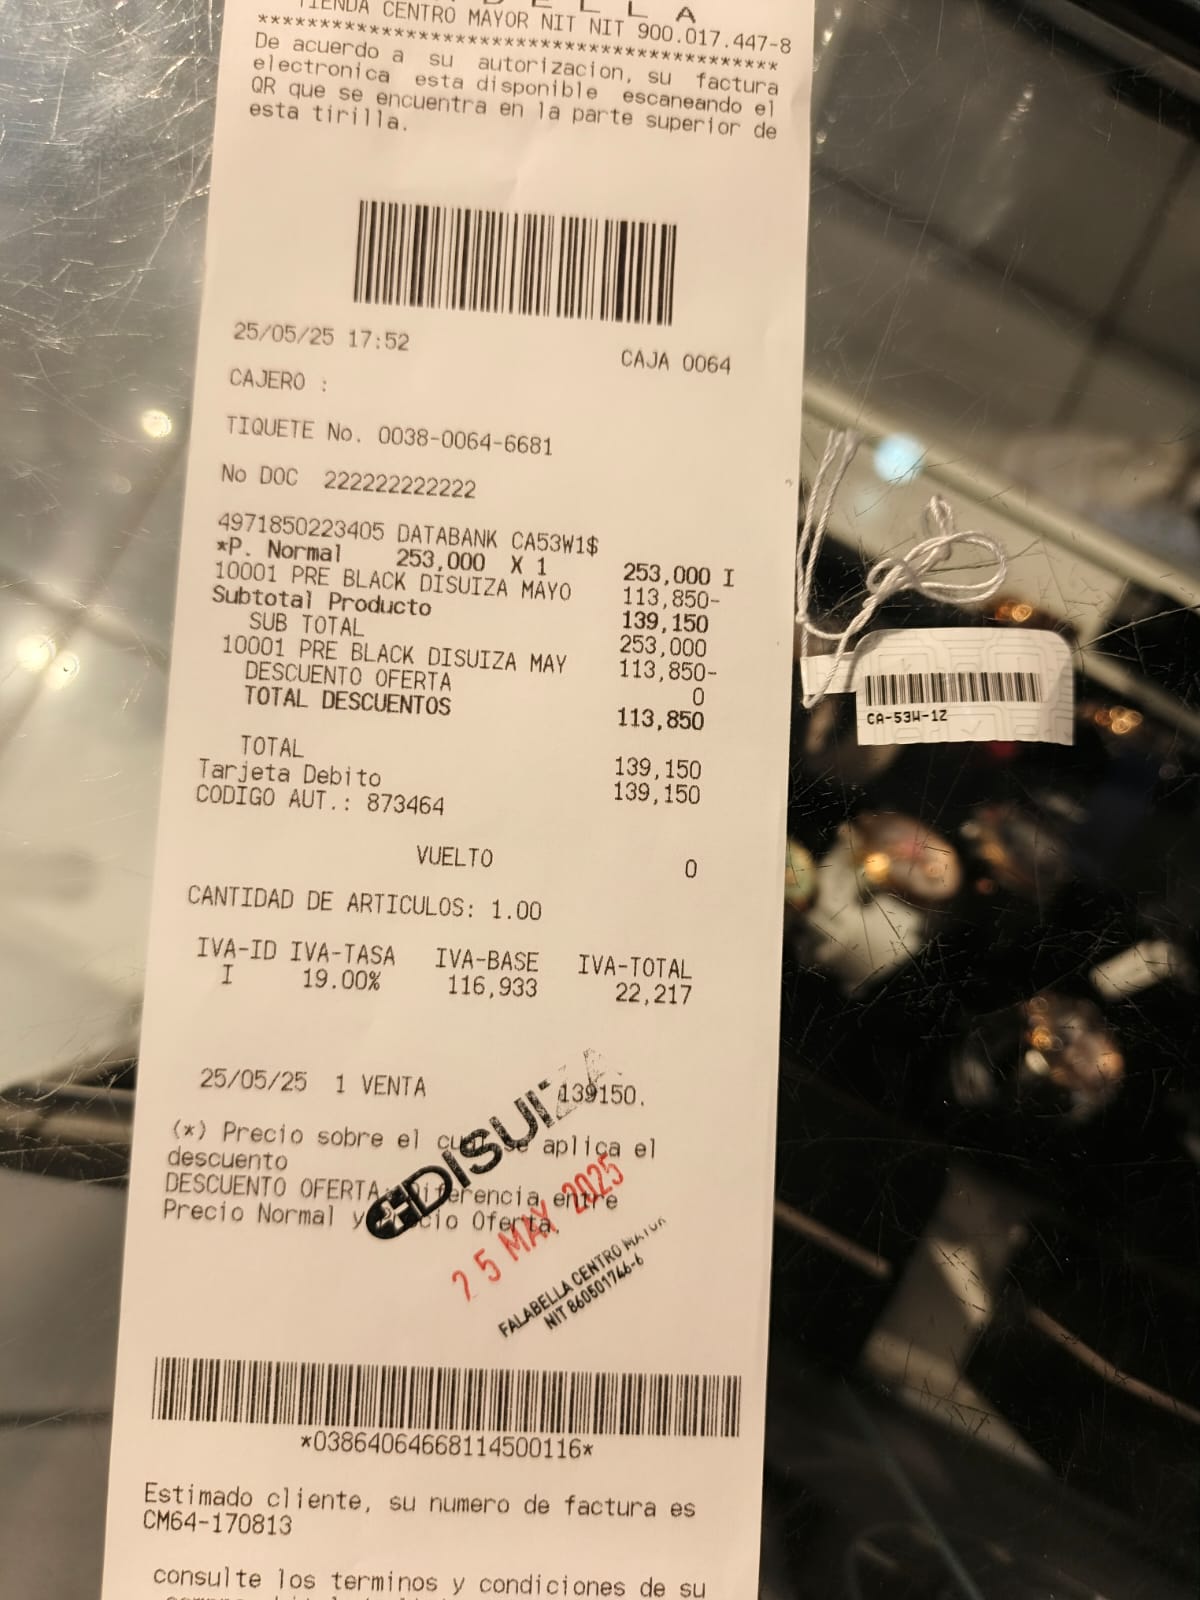 TIENDA CENTRO MAYOR NIT NIT 900.017.447-8
******************************************
De acuerdo a su autorizacion, su factura
electronica esta disponible escaneando el
QR que se encuentra en la parte superior de
esta tirilla.
25/05/25 17:52 CAJA 0064
CAJERO :
TIQUETE No. 0038-0064-6681
No DOC 222222222222
4971850223405 DATABANK CA53W1$
*P. Normal 253,000 X 1 253,000 I
10001 PRE BLACK DISUIZA MAYO 113,850-
Subtotal Producto 139,150
SUB TOTAL 253,000
10001 PRE BLACK DISUIZA MAY 113,850-
DESCUENTO OFERTA 0
TOTAL DESCUENTOS 113,850
TOTAL 139,150
Tarjeta Debito 139,150
CODIGO AUT.: 873464
VUELTO 0
CANTIDAD DE ARTICULOS: 1.00
IVA-ID IVA-TASA IVA-BASE IVA-TOTAL
I 19.00% 116,933 22,217
25/05/25 1 VENTA 139150.
(*) Precio sobre el cual se aplica el
descuento
DESCUENTO OFERTA: Diferencia entre
Precio Normal y Precio Oferta
DISUIZA
25 MAY 2025
FALABELLA CENTRO MAYOR
NIT 860501746-6
*03864064668114500116*
Estimado cliente, su numero de factura es
CM64-170813
consulte los terminos y condiciones de su
CA-53W-1Z